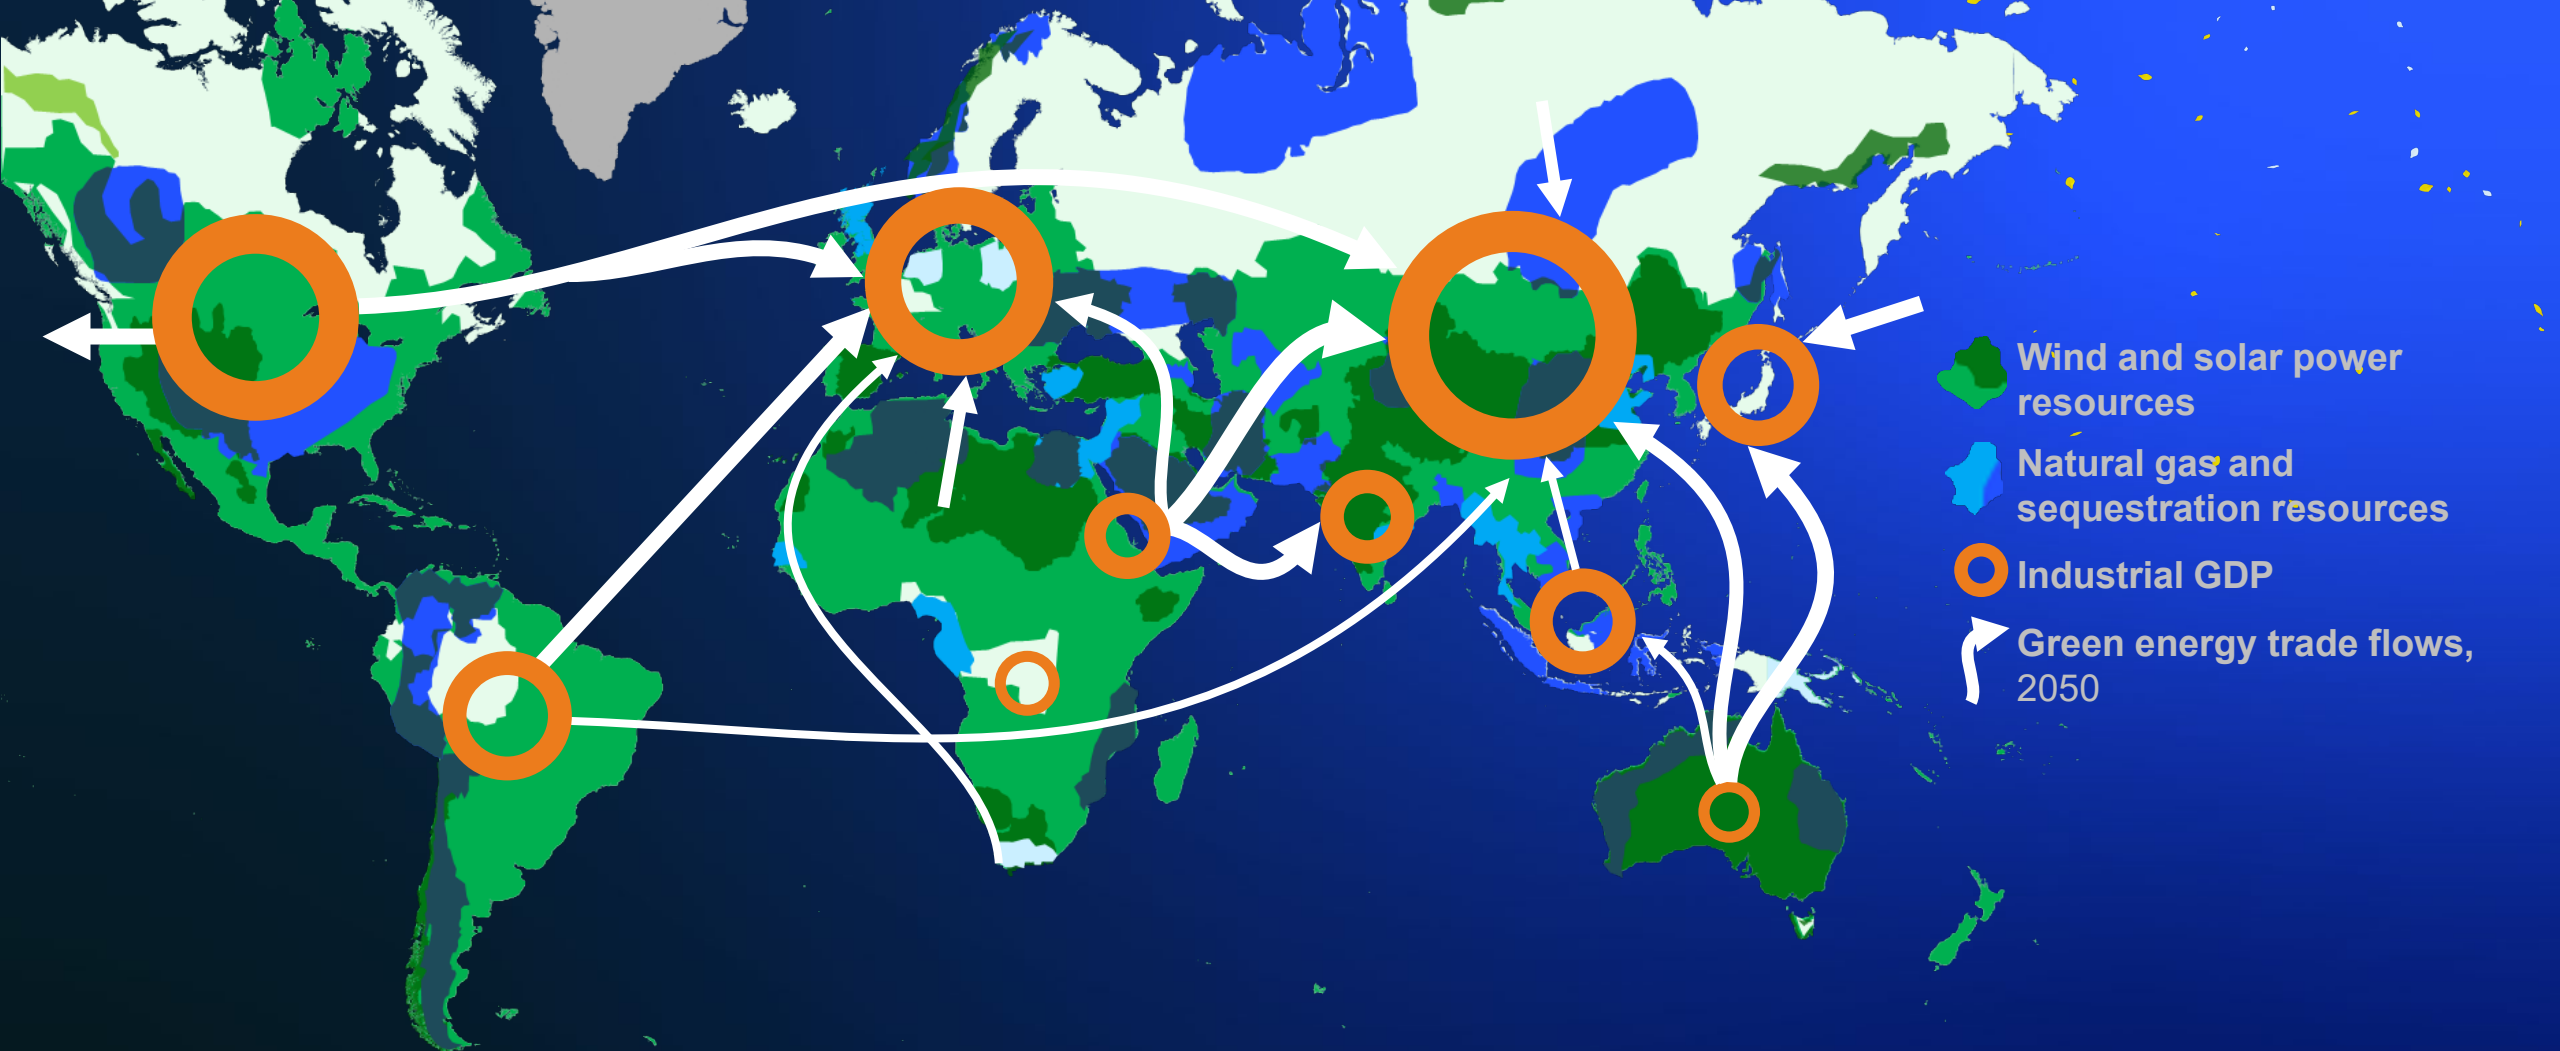 Wind and solar power
resources
Natural gas and
sequestration resources
Industrial GDP
Green energy trade flows,
2050